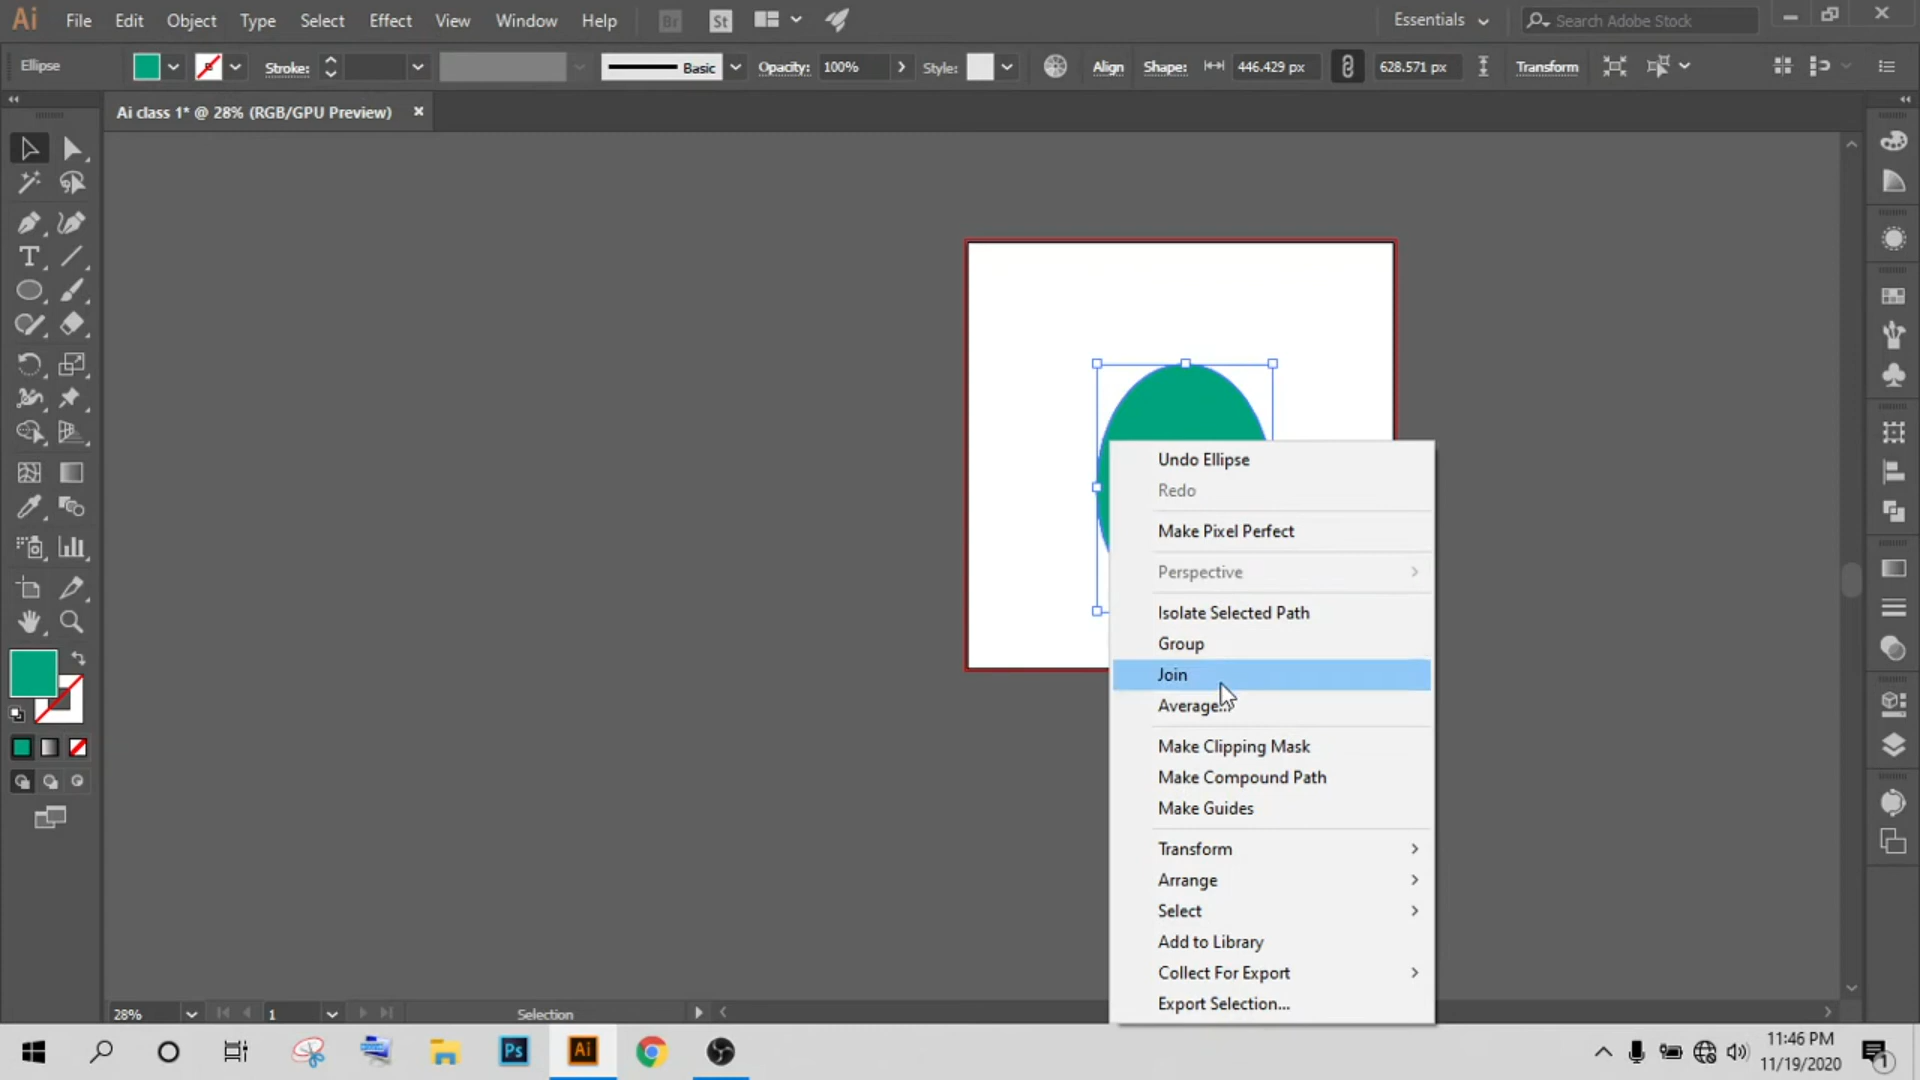 Ai File Edit Object Type Select Effect View Window Help Br St Essentials Search Adobe Stock
Ellipse Stroke: Basic Opacity: 100% Style: Align Shape: 446.429 px 628.571 px Transform
Ai class 1* @ 28% (RGB/GPU Preview)
Undo Ellipse
Redo
Make Pixel Perfect
Perspective
Isolate Selected Path
Group
Join
Average...
Make Clipping Mask
Make Compound Path
Make Guides
Transform
Arrange
Select
Add to Library
Collect For Export
Export Selection...
28% 1 Selection
Ps Ai
11:46 PM
11/19/2020
1